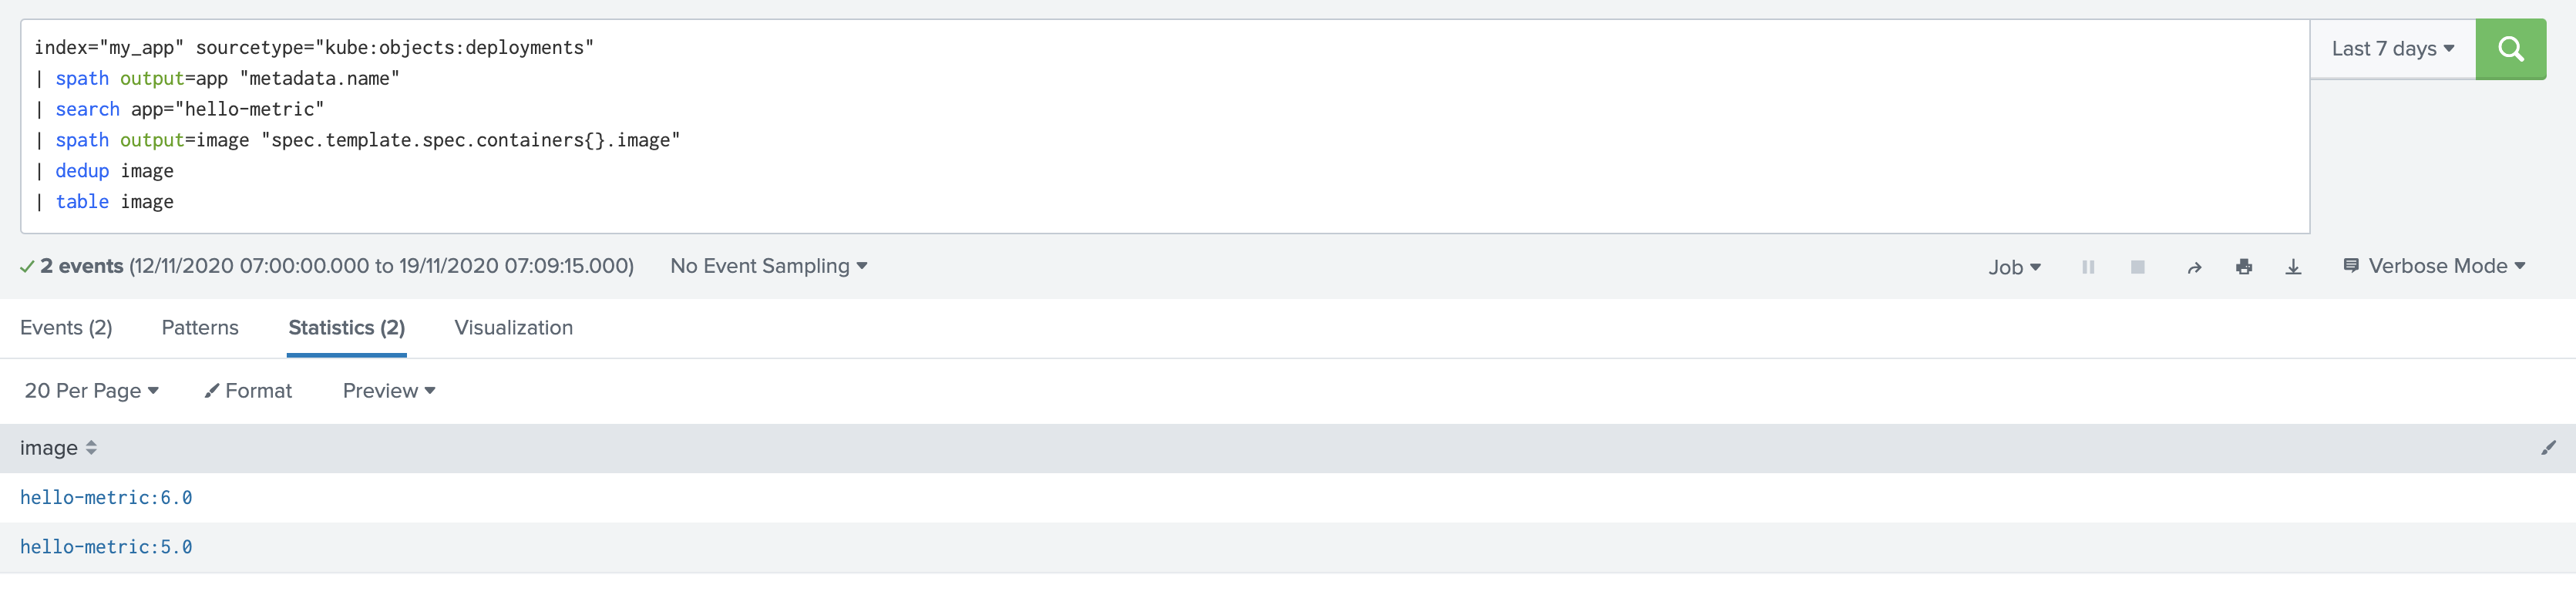 index="my_app" sourcetype="kube:objects:deployments"
| spath output=app "metadata.name"
| search app="hello-metric"
| spath output=image "spec.template.spec.containers{}.image"
| dedup image
| table image
Last 7 days
2 events (12/11/2020 07:00:00.000 to 19/11/2020 07:09:15.000) No Event Sampling Job Verbose Mode
Events (2) Patterns Statistics (2) Visualization
20 Per Page Format Preview
image
hello-metric:6.0
hello-metric:5.0